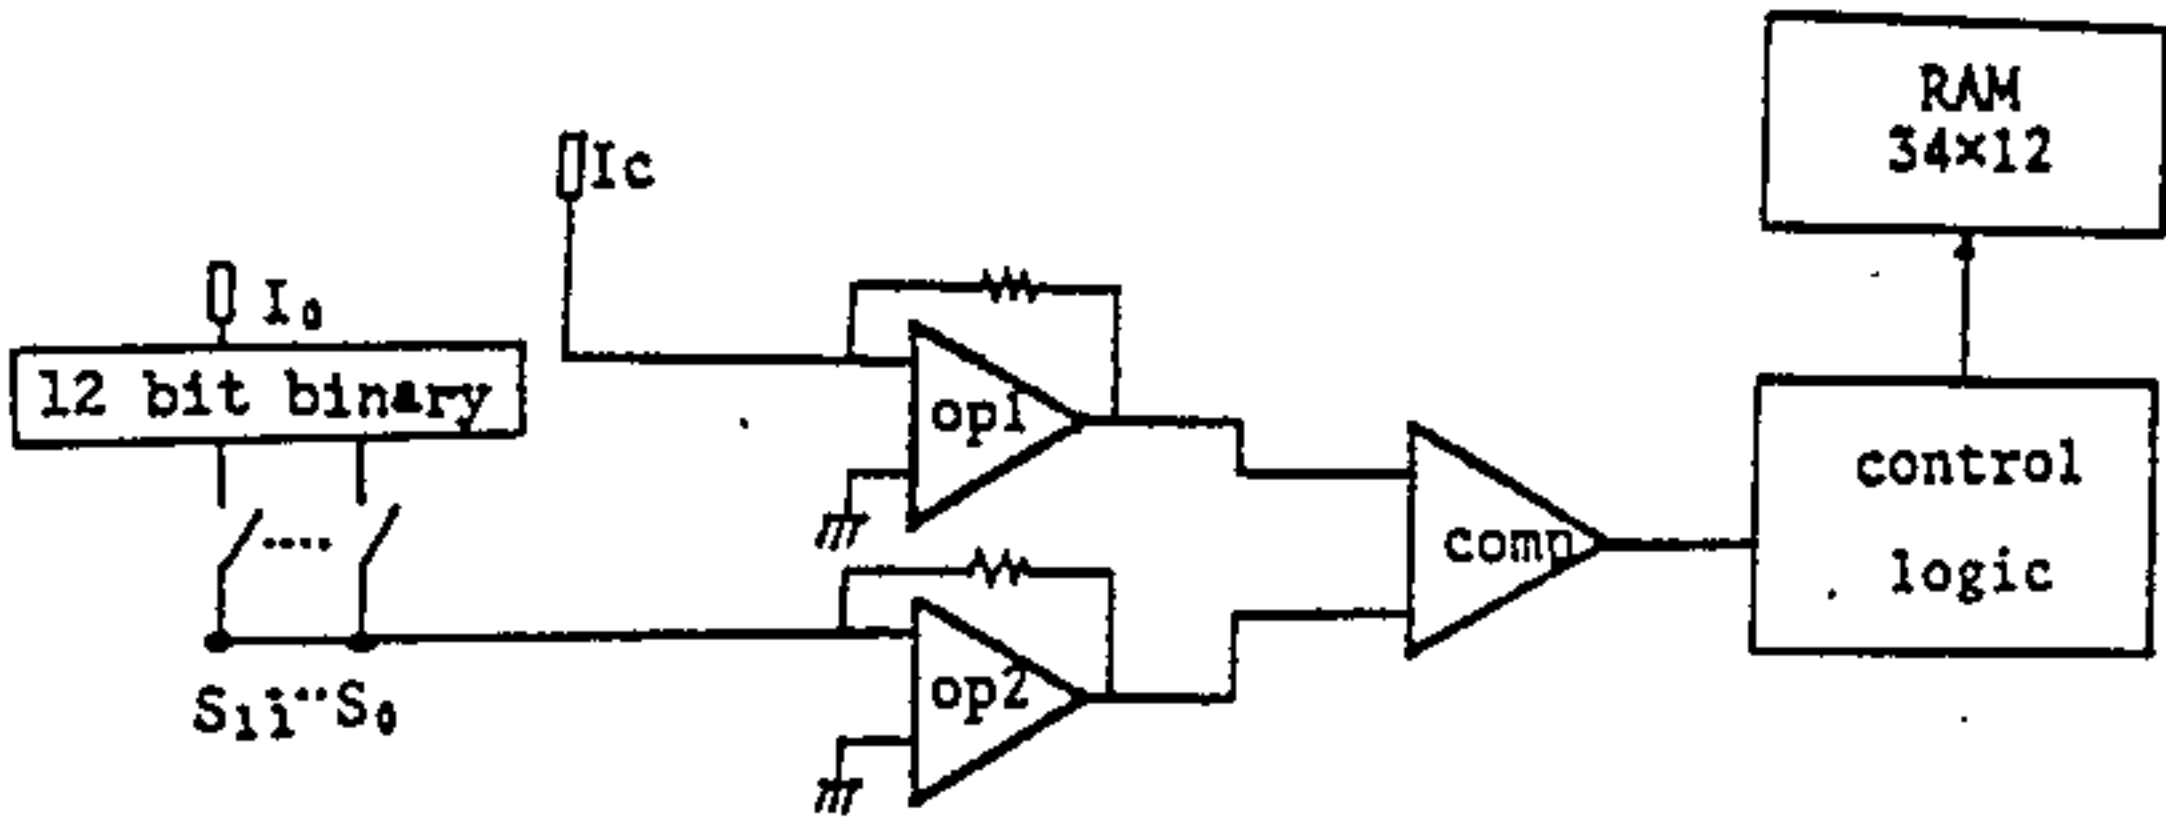 RAM
34×12
Ic
I₀
12 bit binary
op1
control
logic
comp
....
S₁₁··S₀
op2